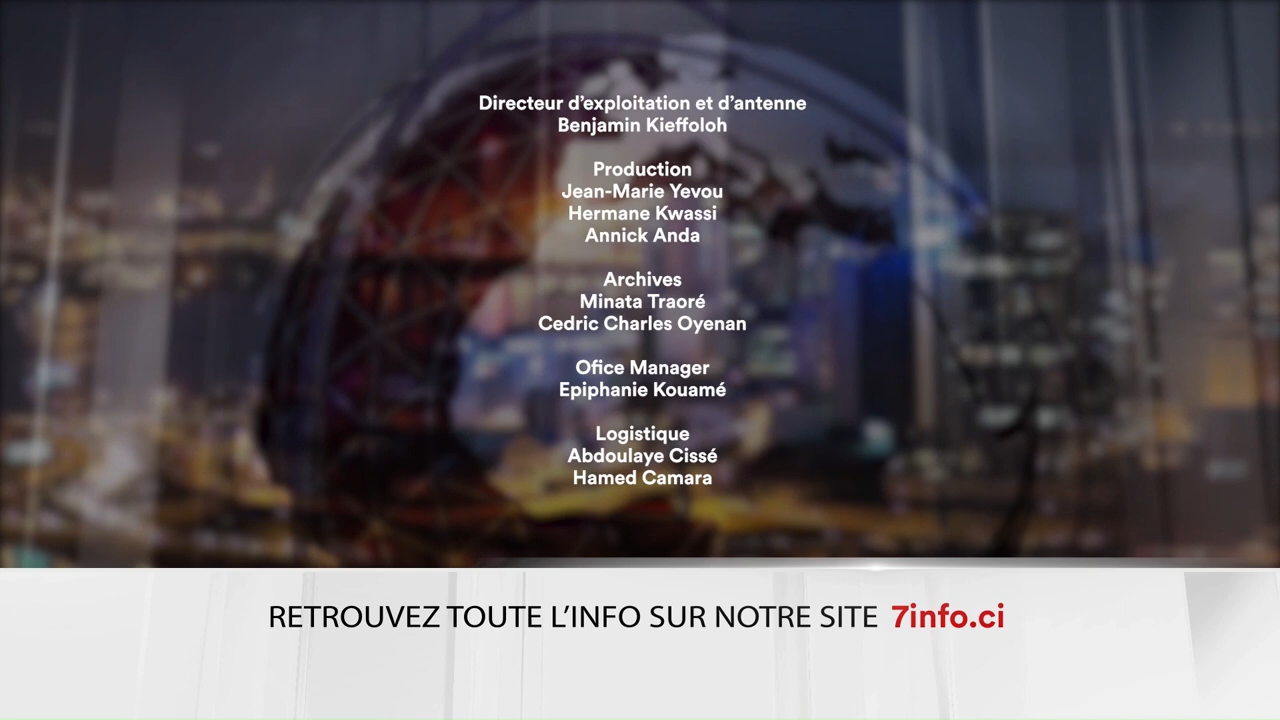 Directeur d’exploitation et d’antenne
Benjamin Kieffoloh
Production
Jean-Marie Yevou
Hermane Kwassi
Annick Anda
Archives
Minata Traoré
Cedric Charles Oyenan
Ofice Manager
Epiphanie Kouamé
Logistique
Abdoulaye Cissé
Hamed Camara
RETROUVEZ TOUTE L’INFO SUR NOTRE SITE 7info.ci